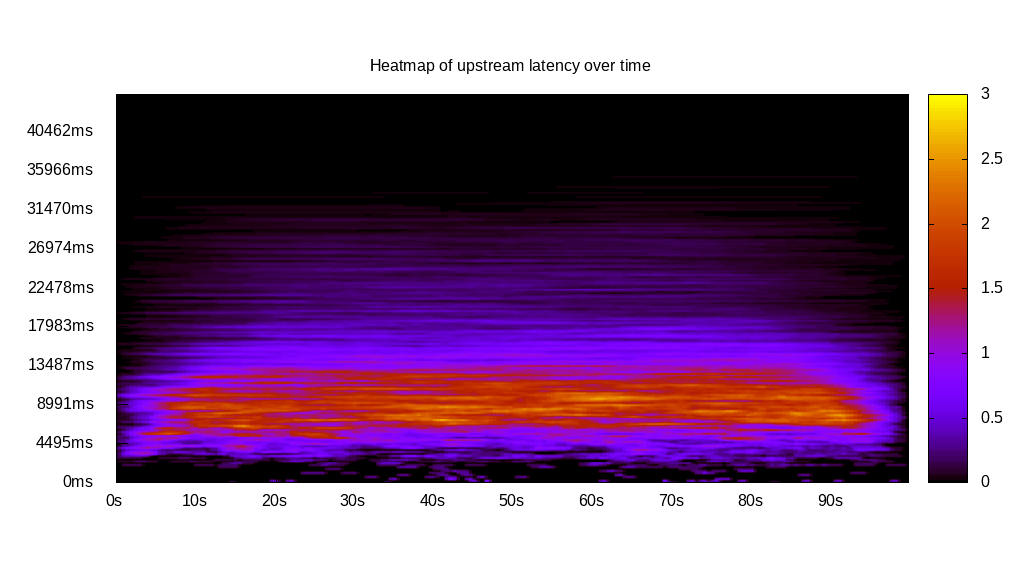 Heatmap of upstream latency over time
40462ms
35966ms
31470ms
26974ms
22478ms
17983ms
13487ms
8991ms
4495ms
0ms
0s 10s 20s 30s 40s 50s 60s 70s 80s 90s
3
2.5
2
1.5
1
0.5
0